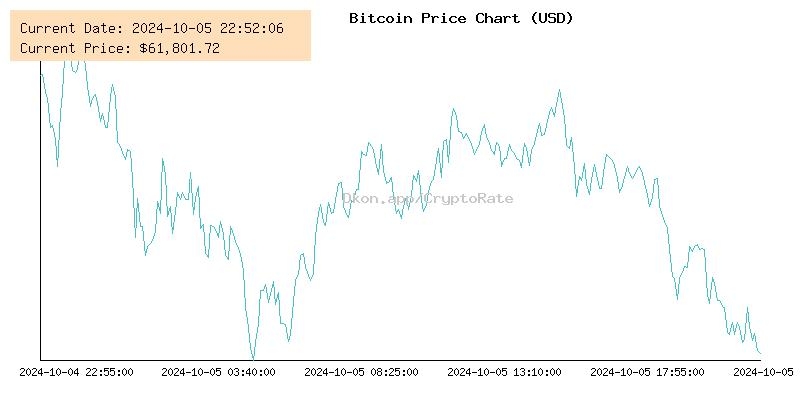 Bitcoin Price Chart (USD)
Current Date: 2024-10-05 22:52:06
Current Price: $61,801.72
Okon.app/CryptoRate
2024-10-04 22:55:00 2024-10-05 03:40:00 2024-10-05 08:25:00 2024-10-05 13:10:00 2024-10-05 17:55:00 2024-10-05